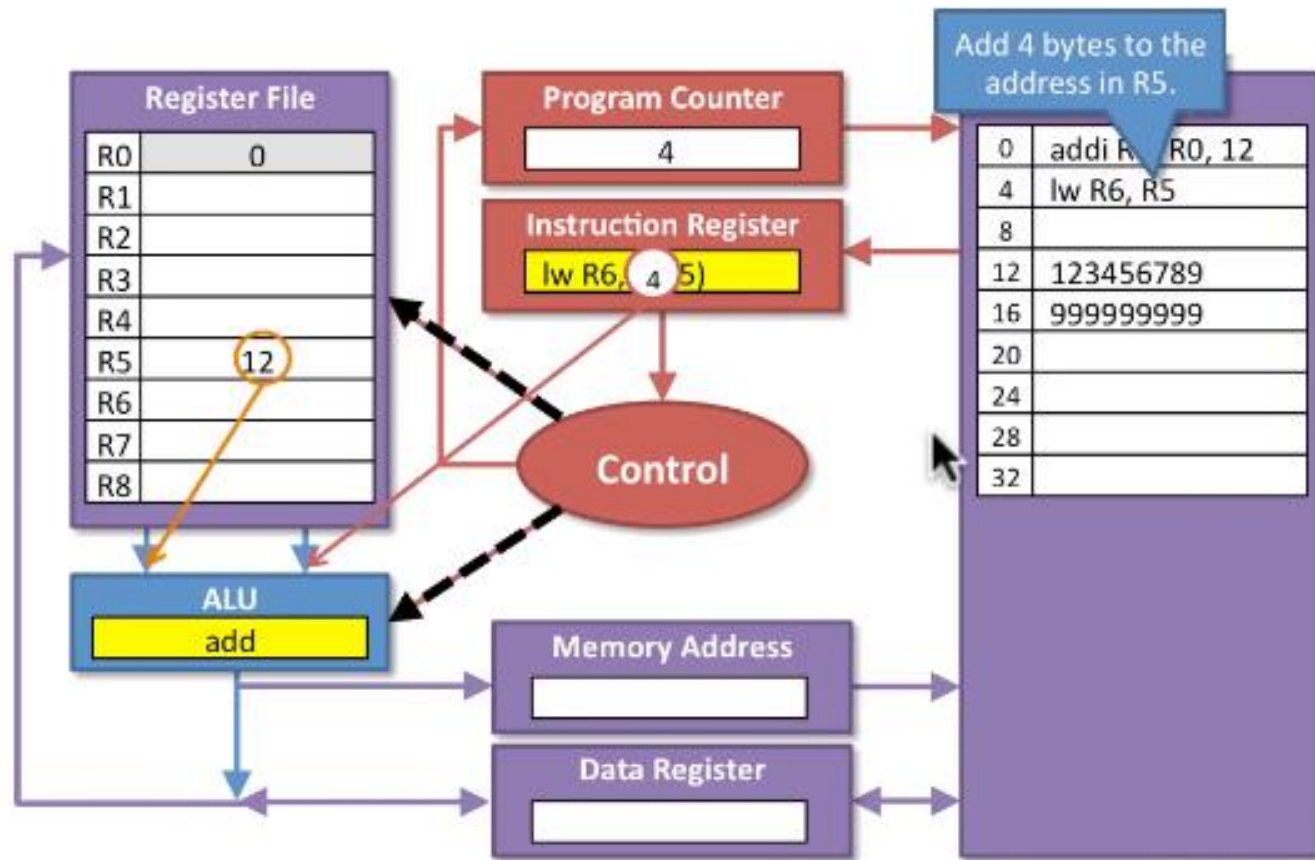 Add 4 bytes to the
address in R5.
Register File
R0 0
R1
R2
R3
R4
R5 12
R6
R7
R8
ALU
add
Program Counter
4
Instruction Register
lw R6, 4 5)
Control
Memory Address
Data Register
0 addi R R0, 12
4 lw R6, R5
8
12 123456789
16 999999999
20
24
28
32